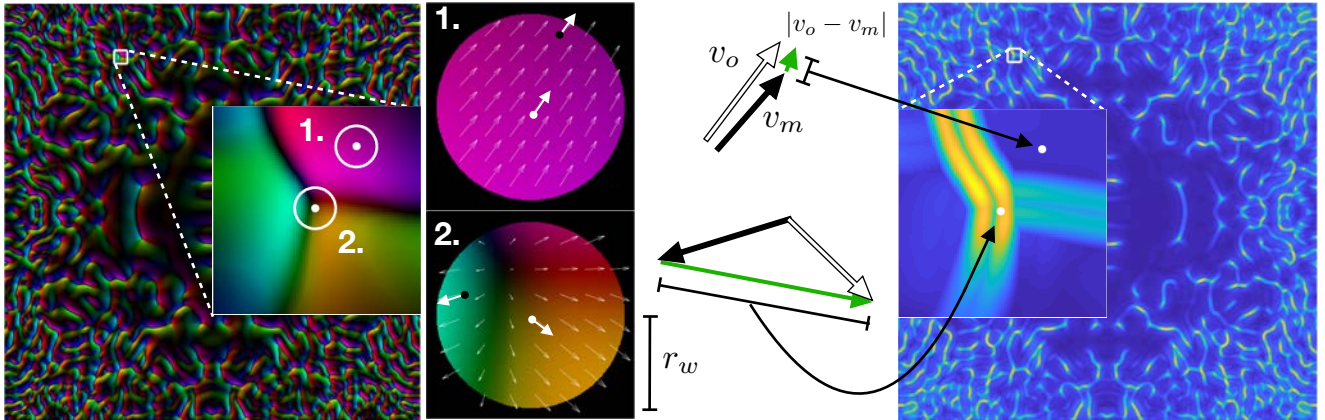 1.
2.
1.
2.
|v_o − v_m|
v_o
v_m
r_w